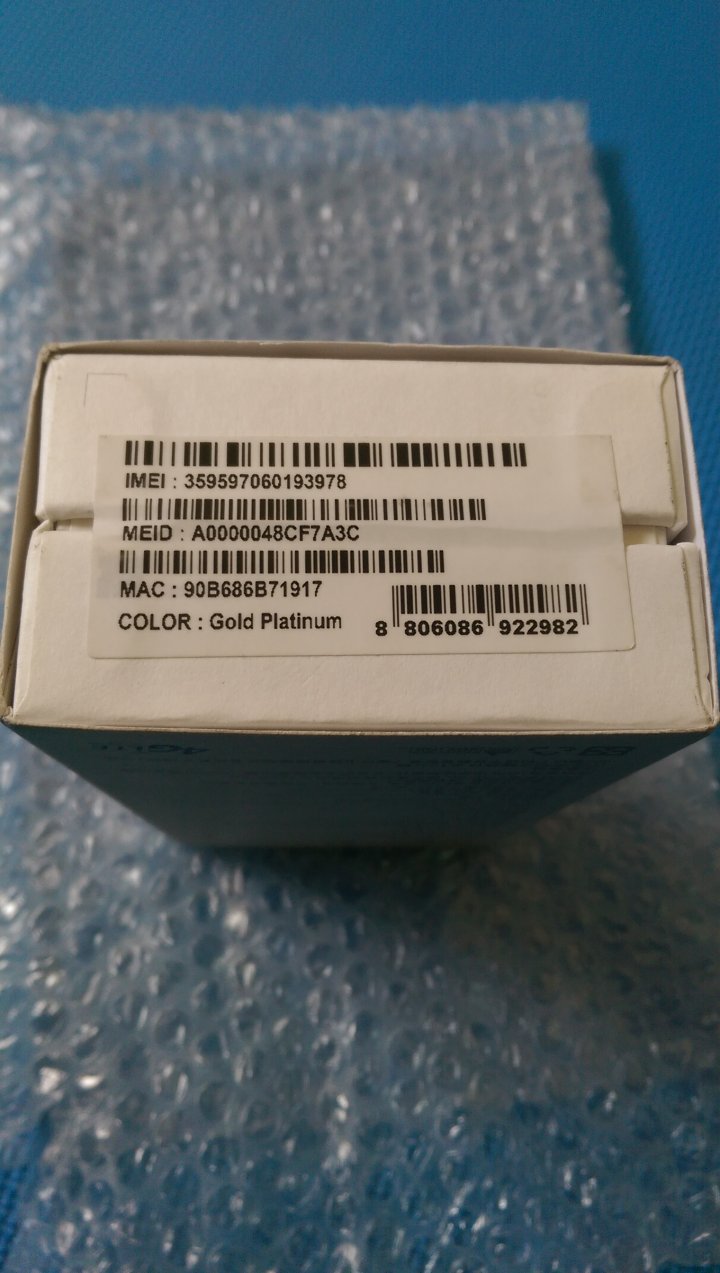 IMEI : 359597060193978
MEID : A0000048CF7A3C
MAC : 90B686B71917
COLOR : Gold Platinum
8 806086 922982